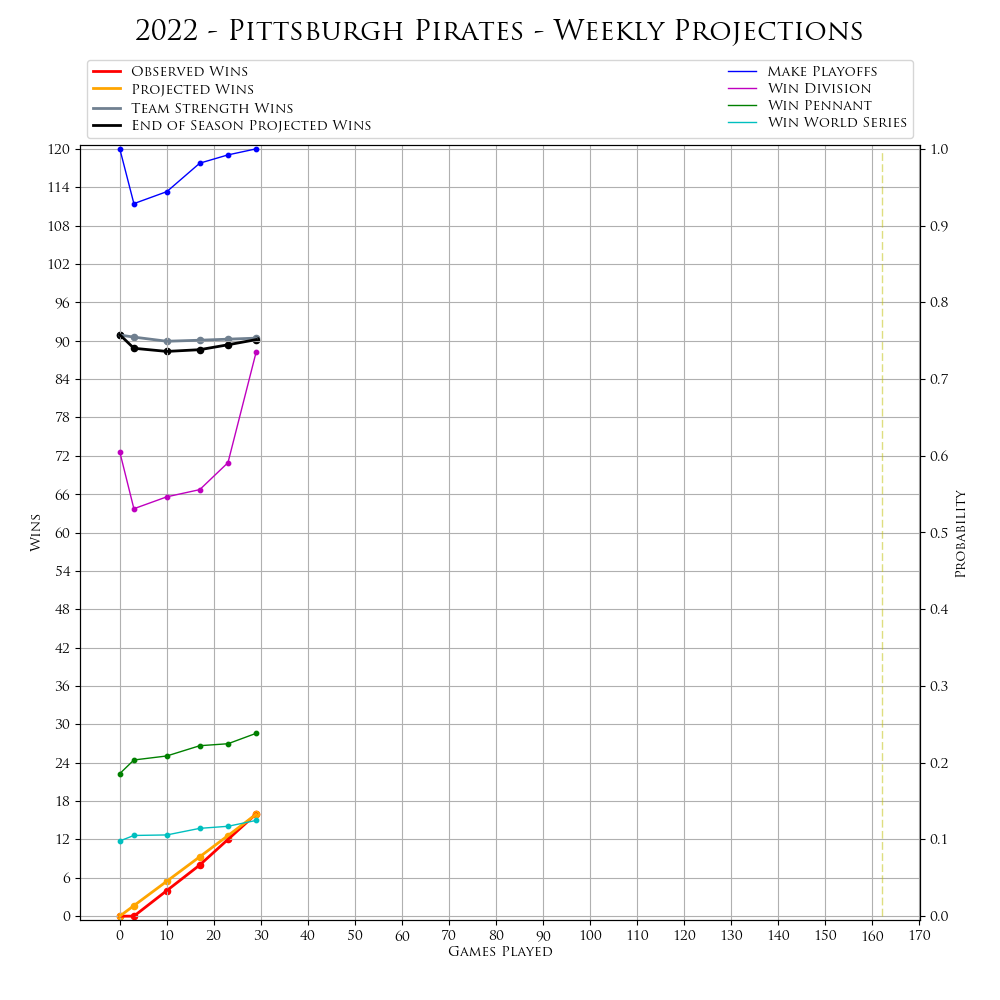 2022 - Pittsburgh Pirates - Weekly Projections
Observed Wins
Projected Wins
Team Strength Wins
End of Season Projected Wins
Make Playoffs
Win Division
Win Pennant
Win World Series
120
114
108
102
96
90
84
78
72
66
60
54
48
42
36
30
24
18
12
6
0
Wins
1.0
0.9
0.8
0.7
0.6
0.5
0.4
0.3
0.2
0.1
0.0
Probability
0 10 20 30 40 50 60 70 80 90 100 110 120 130 140 150 160 170
Games Played